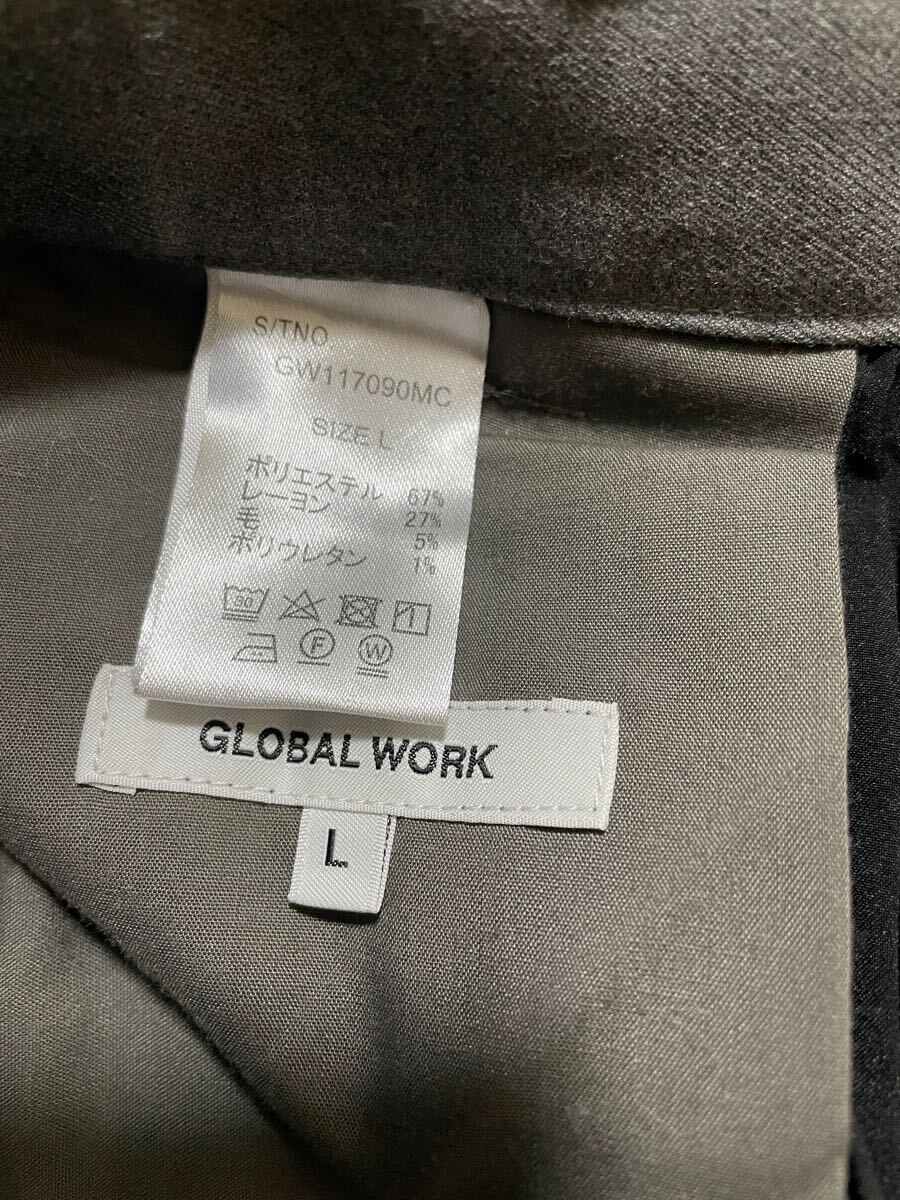 S/TNO
GW117090MC
SIZE L
ポリエステル 67%
レーヨン 27%
毛 5%
ポリウレタン 1%
30
F W
GLOBAL WORK
L